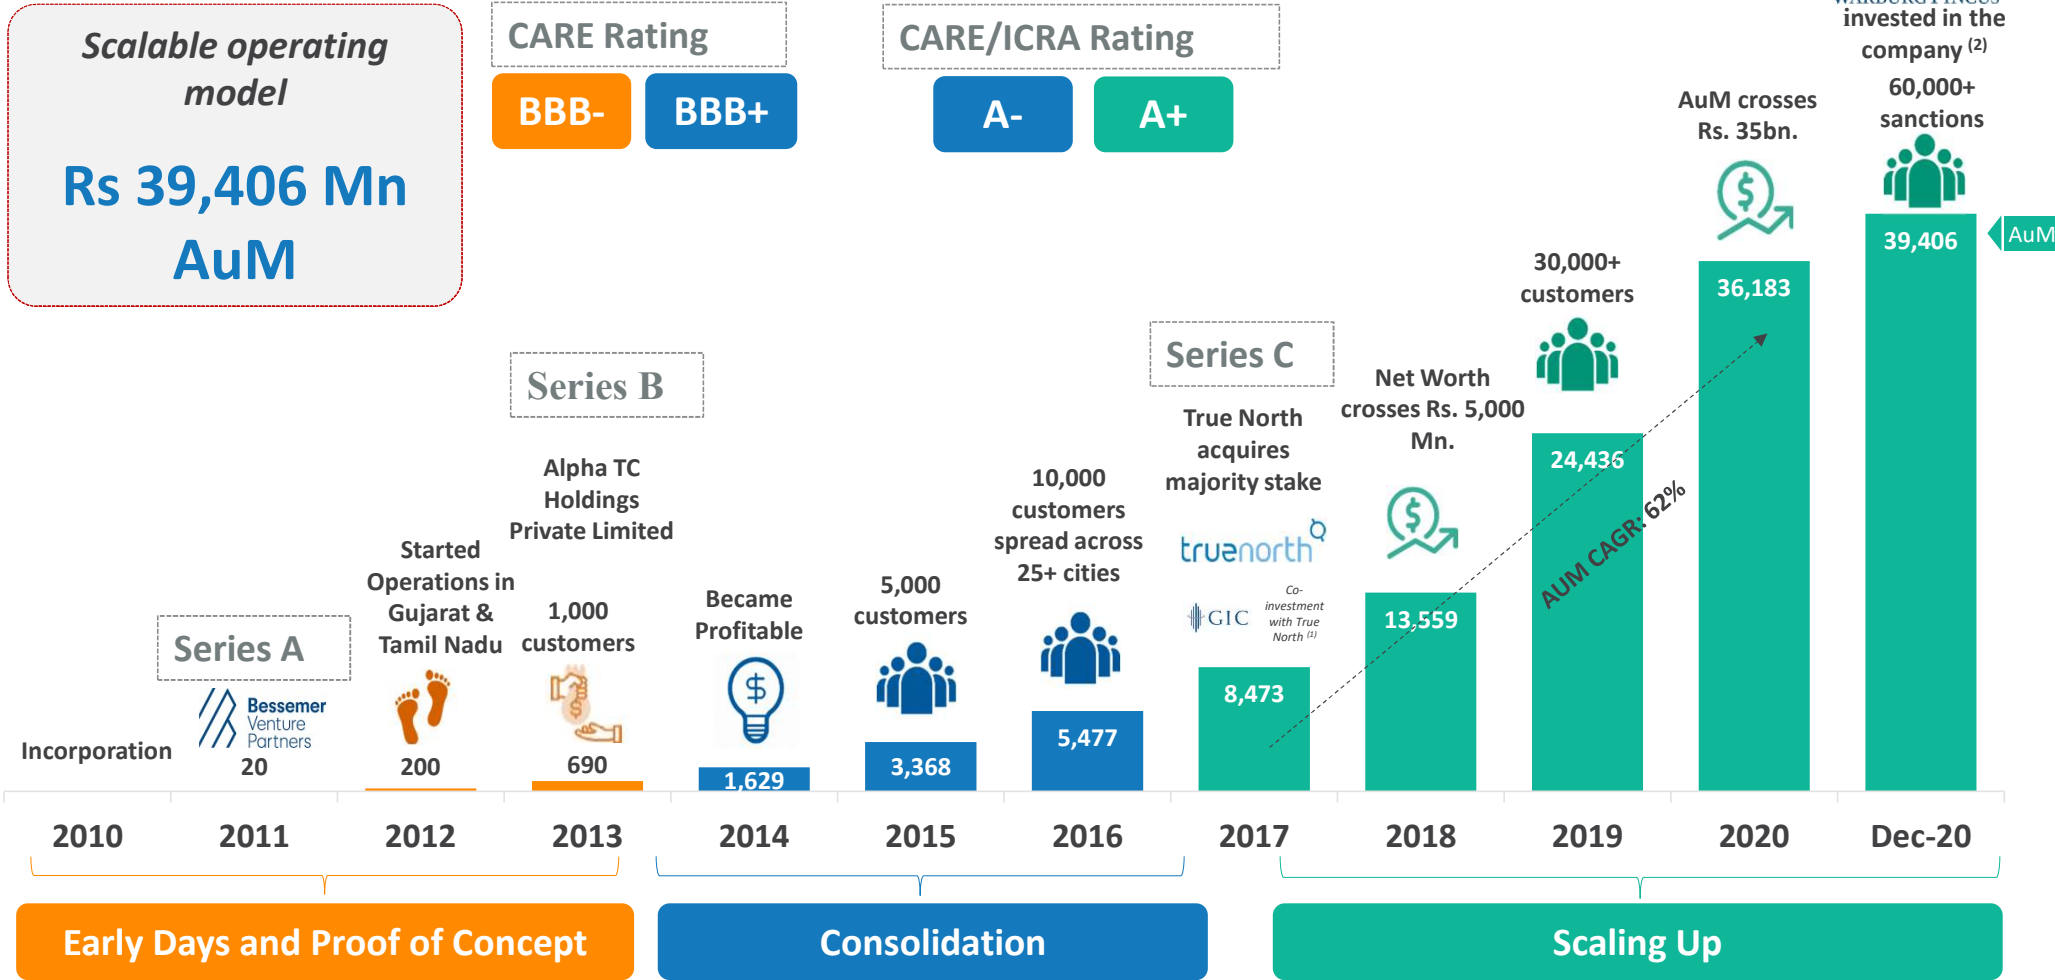 Scalable operating
model
Rs 39,406 Mn
AuM
CARE Rating
BBB-
BBB+
CARE/ICRA Rating
A-
A+
WARBURG PINCUS
invested in the
company (2)
60,000+
sanctions
39,406
AuM
AuM crosses
Rs. 35bn.
36,183
30,000+
customers
24,436
AUM CAGR: 62%
Net Worth
crosses Rs. 5,000
Mn.
13,559
Series C
True North
acquires
majority stake
truenorth
GIC
Co-
investment
with True
North (1)
8,473
10,000
customers
spread across
25+ cities
5,477
5,000
customers
3,368
Became
Profitable
$
1,629
Series B
Alpha TC
Holdings
Private Limited
1,000
customers
690
Started
Operations in
Gujarat &
Tamil Nadu
200
Series A
Bessemer
Venture
Partners
20
Incorporation
2010
2011
2012
2013
2014
2015
2016
2017
2018
2019
2020
Dec-20
Early Days and Proof of Concept
Consolidation
Scaling Up